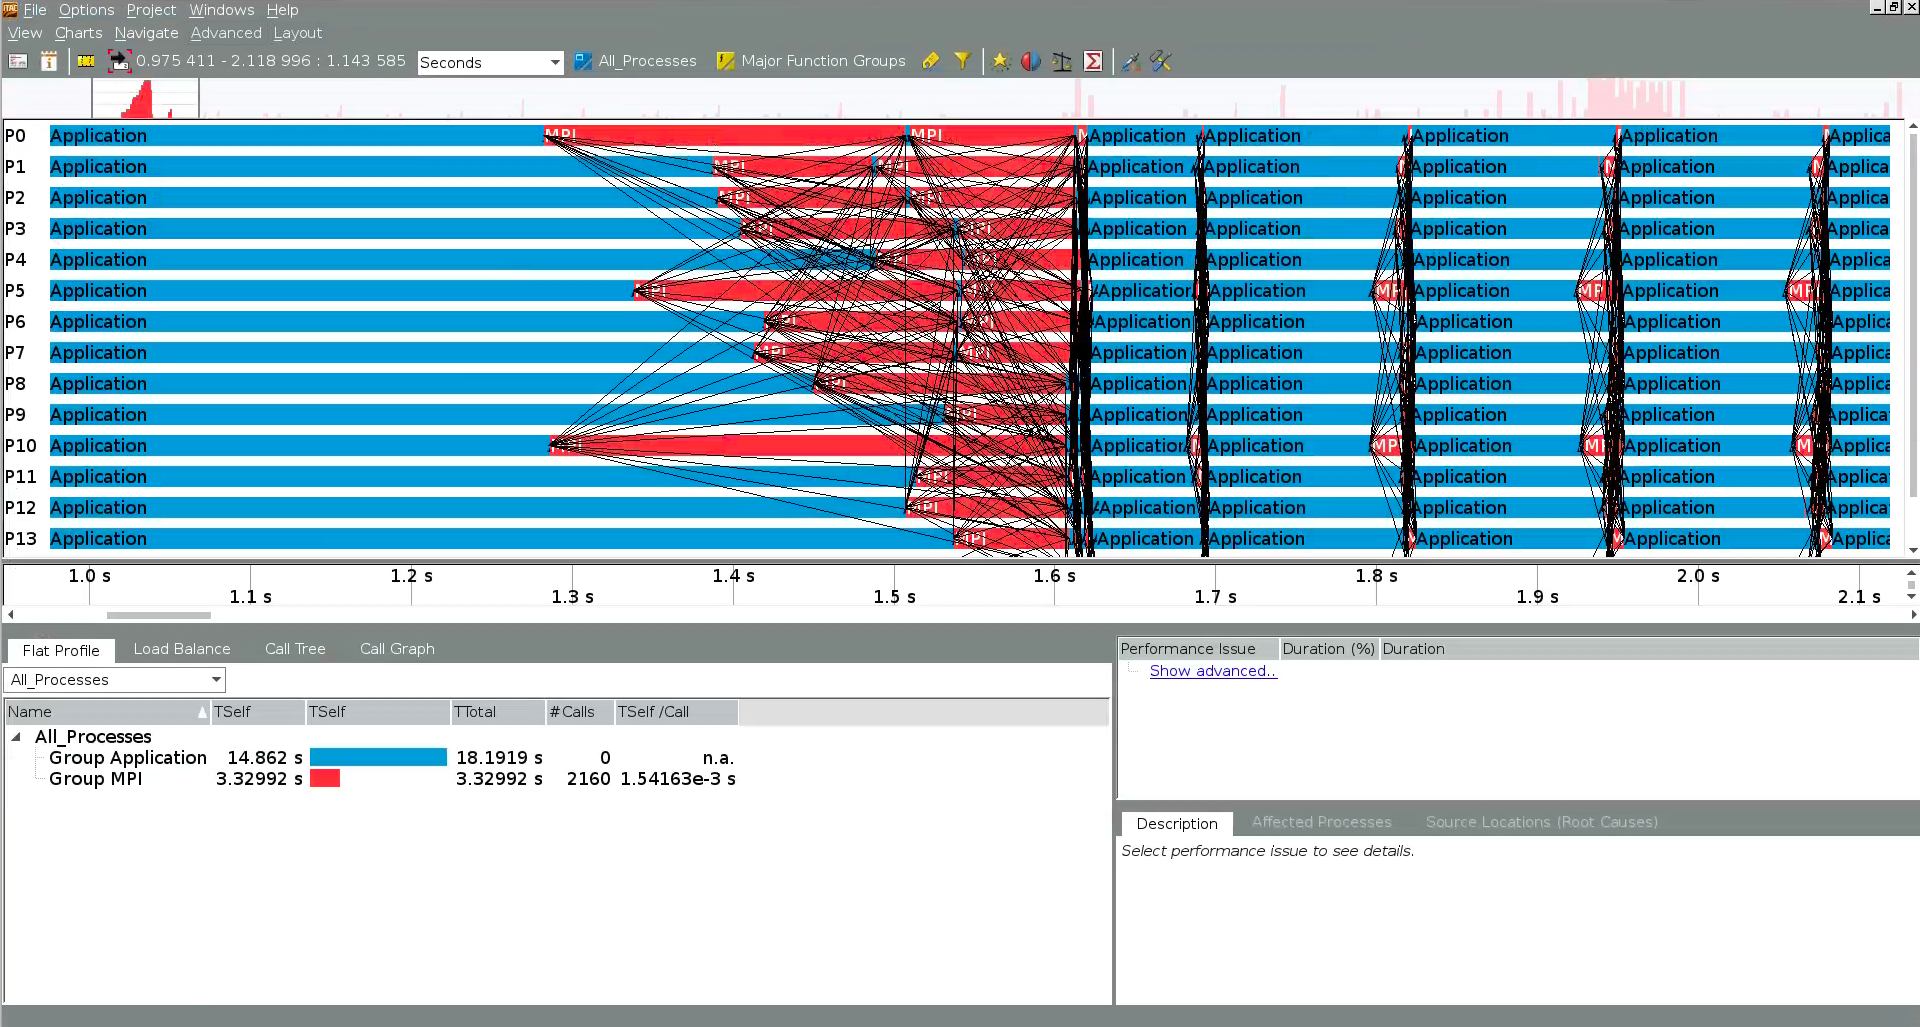 File Options Project Windows Help
View Charts Navigate Advanced Layout
0.975 411 - 2.118 996 : 1.143 585 Seconds All_Processes Major Function Groups
P0 Application MPI MPI Application Application Application Application Applica
P1 Application MPI MPI Application Application Application Application Applica
P2 Application MPI MPI Application Application Application Application Applica
P3 Application MPI MPI Application Application Application Application Applica
P4 Application Application Application Application Application Applica
P5 Application MPI Application Application MPI Application MPI Application MP Applica
P6 Application MPI MPI Application Application Application Application Applica
P7 Application MPI MPI Application Application Application Application Applica
P8 Application MPI Application Application Application Application Applica
P9 Application MPI Application Application Application Application Applica
P10 Application MPI Application Application MPI Application MP Application M Applica
P11 Application MPI Application Application Application Application Applica
P12 Application MPI Application Application Application Application Applica
P13 Application MPI Application Application Application Application Applica
1.0 s 1.2 s 1.4 s 1.6 s 1.8 s 2.0 s
1.1 s 1.3 s 1.5 s 1.7 s 1.9 s 2.1 s
Flat Profile Load Balance Call Tree Call Graph
All_Processes
Name TSelf TSelf TTotal #Calls TSelf /Call
All_Processes
Group Application 14.862 s 18.1919 s 0 n.a.
Group MPI 3.32992 s 3.32992 s 2160 1.54163e-3 s
Performance Issue Duration (%) Duration
Show advanced..
Description Affected Processes Source Locations (Root Causes)
Select performance issue to see details.